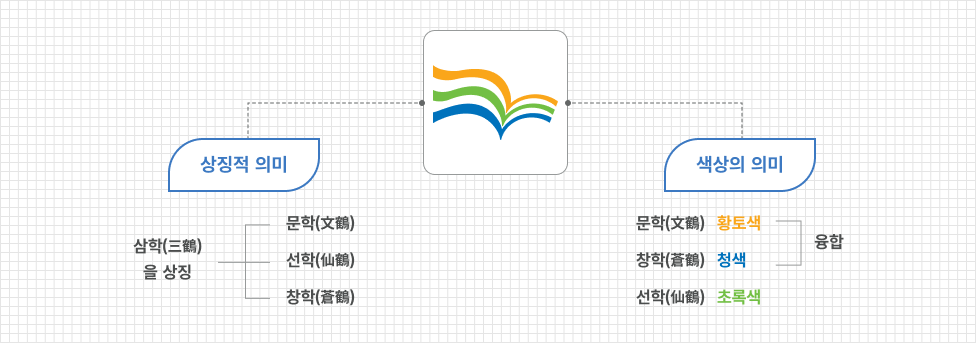 상징적 의미
삼학(三鶴)
을 상징
문학(文鶴)
선학(仙鶴)
창학(蒼鶴)
색상의 의미
문학(文鶴) 황토색
창학(蒼鶴) 청색
융합
선학(仙鶴) 초록색